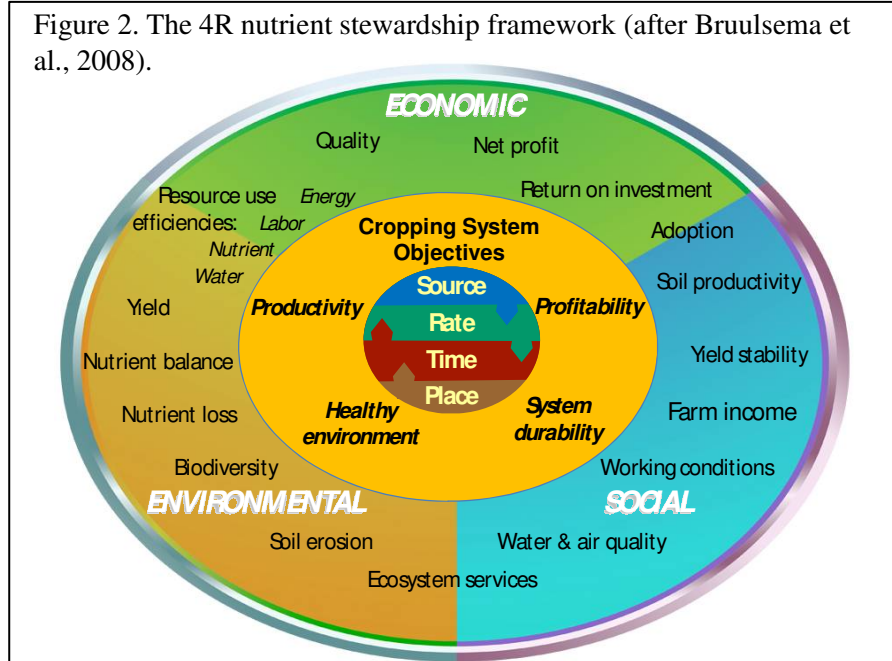 Figure 2. The 4R nutrient stewardship framework (after Bruulsema et
al., 2008).
ECONOMIC
Quality
Net profit
Resource use
efficiencies:
Energy
Labor
Nutrient
Water
Return on investment
Adoption
Cropping System
Objectives
Source
Rate
Time
Place
Productivity
Profitability
Healthy
environment
System
durability
Yield
Nutrient balance
Nutrient loss
Biodiversity
ENVIRONMENTAL
Soil erosion
Ecosystem services
Soil productivity
Yield stability
Farm income
Working conditions
SOCIAL
Water & air quality